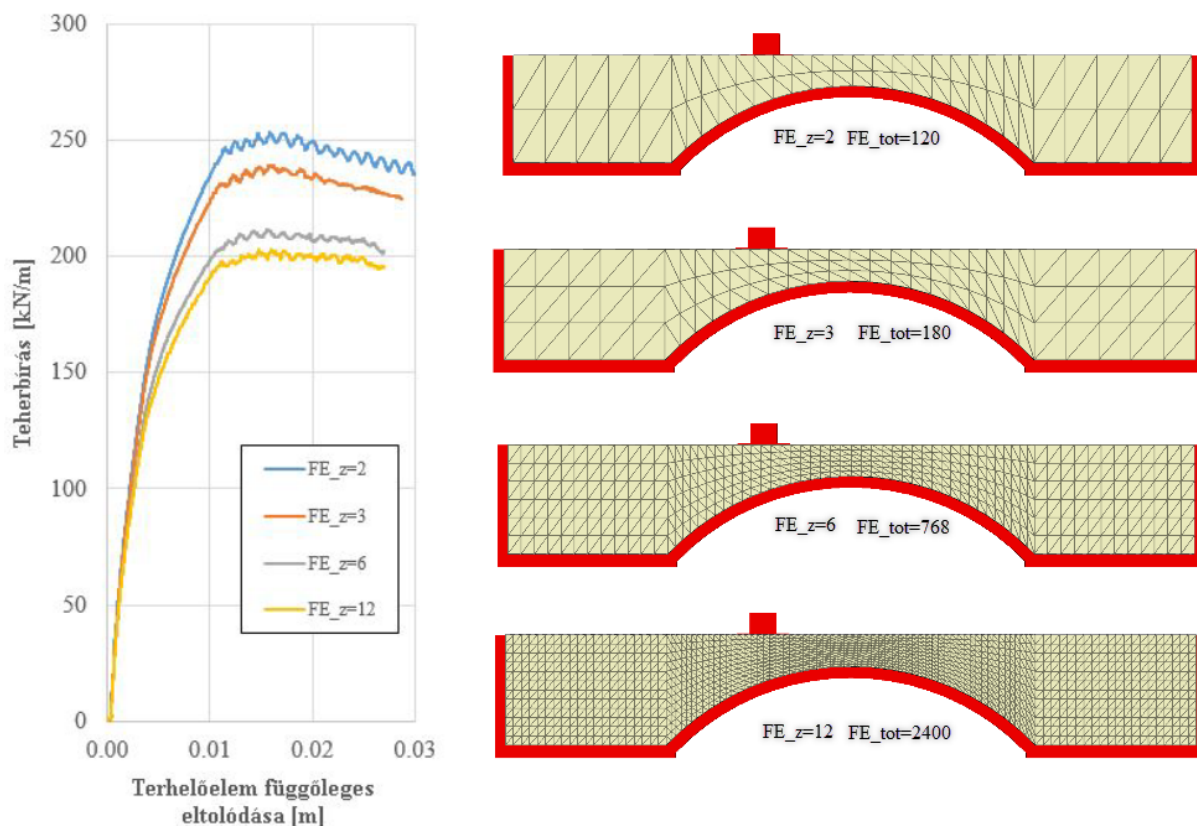 300
250
200
150
100
50
0
Teherbírás [kN/m]
FE_z=2
FE_z=3
FE_z=6
FE_z=12
0.00 0.01 0.02 0.03
Terhelőelem függőleges
eltolódása [m]
FE_z=2 FE_tot=120
FE_z=3 FE_tot=180
FE_z=6 FE_tot=768
FE_z=12 FE_tot=2400